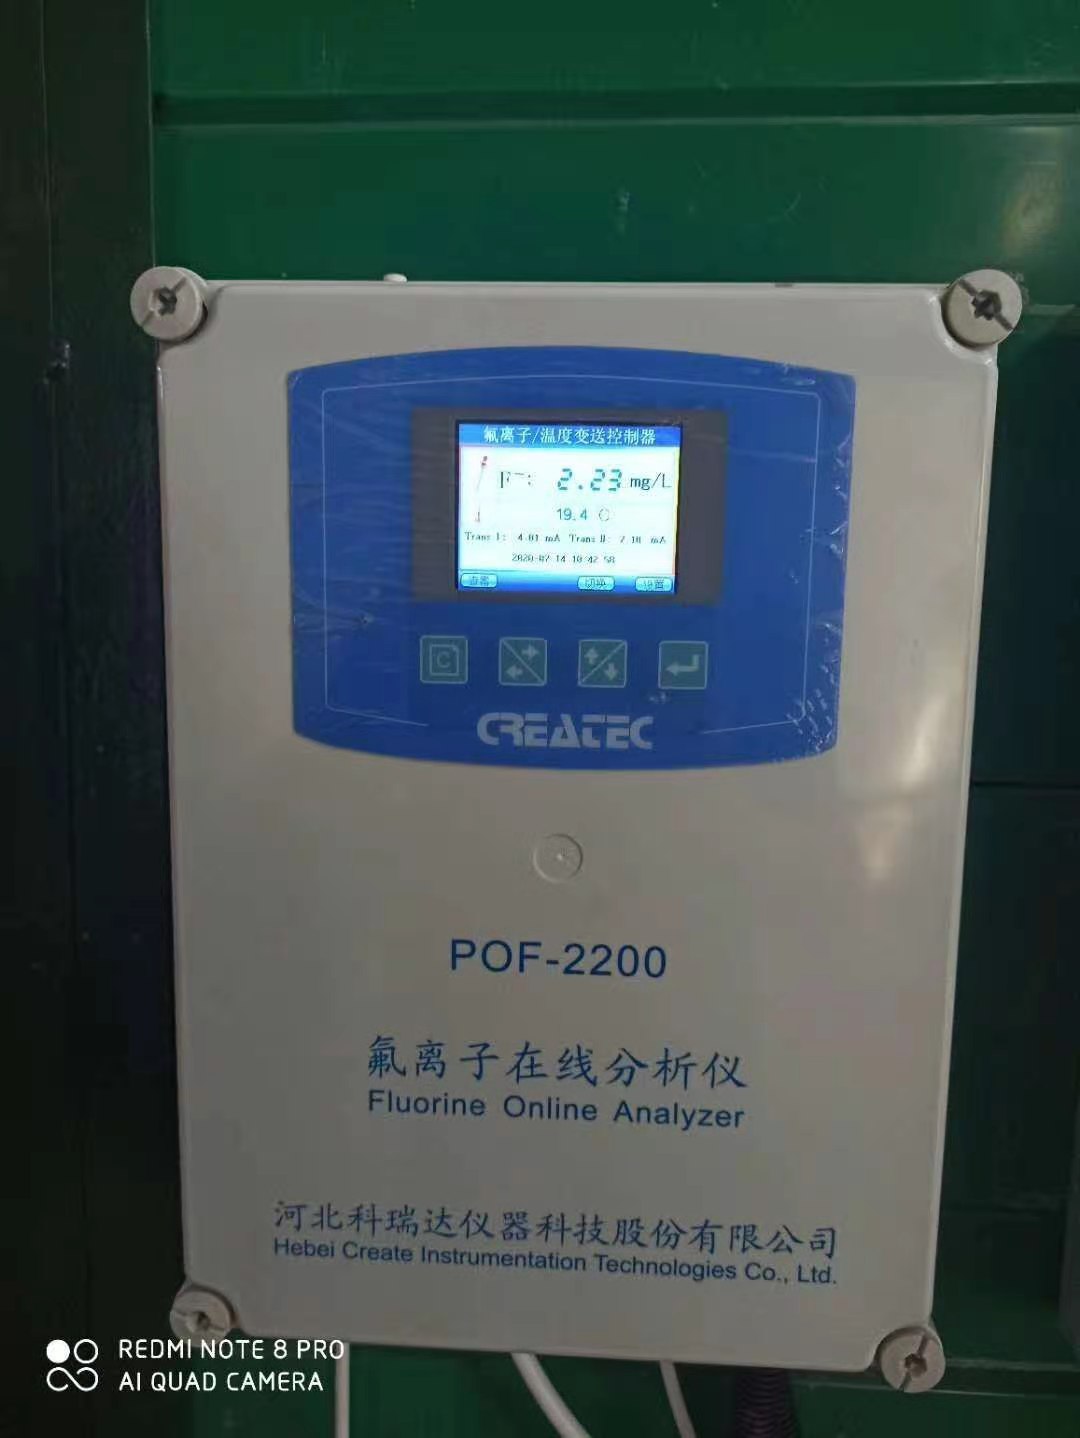 氟离子/温度变送控制器
F⁻: 2.23 mg/L
19.4 C
Trans I: 4.01 mA Trans II: 7.10 mA
2020-07-14 10:42:58
查看 切换 设置
C
CREATEC
POF-2200
氟离子在线分析仪
Fluorine Online Analyzer
河北科瑞达仪器科技股份有限公司
Hebei Create Instrumentation Technologies Co., Ltd.
REDMI NOTE 8 PRO
AI QUAD CAMERA